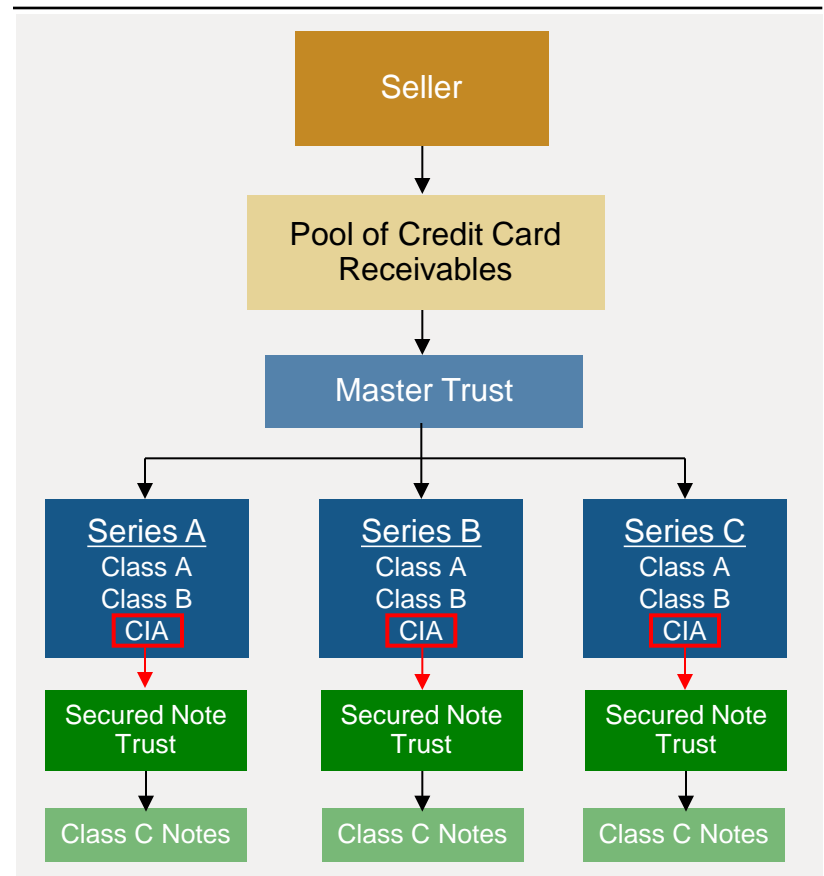 Seller
Pool of Credit Card
Receivables
Master Trust
Series A
Class A
Class B
CIA
Series B
Class A
Class B
CIA
Series C
Class A
Class B
CIA
Secured Note
Trust
Secured Note
Trust
Secured Note
Trust
Class C Notes
Class C Notes
Class C Notes